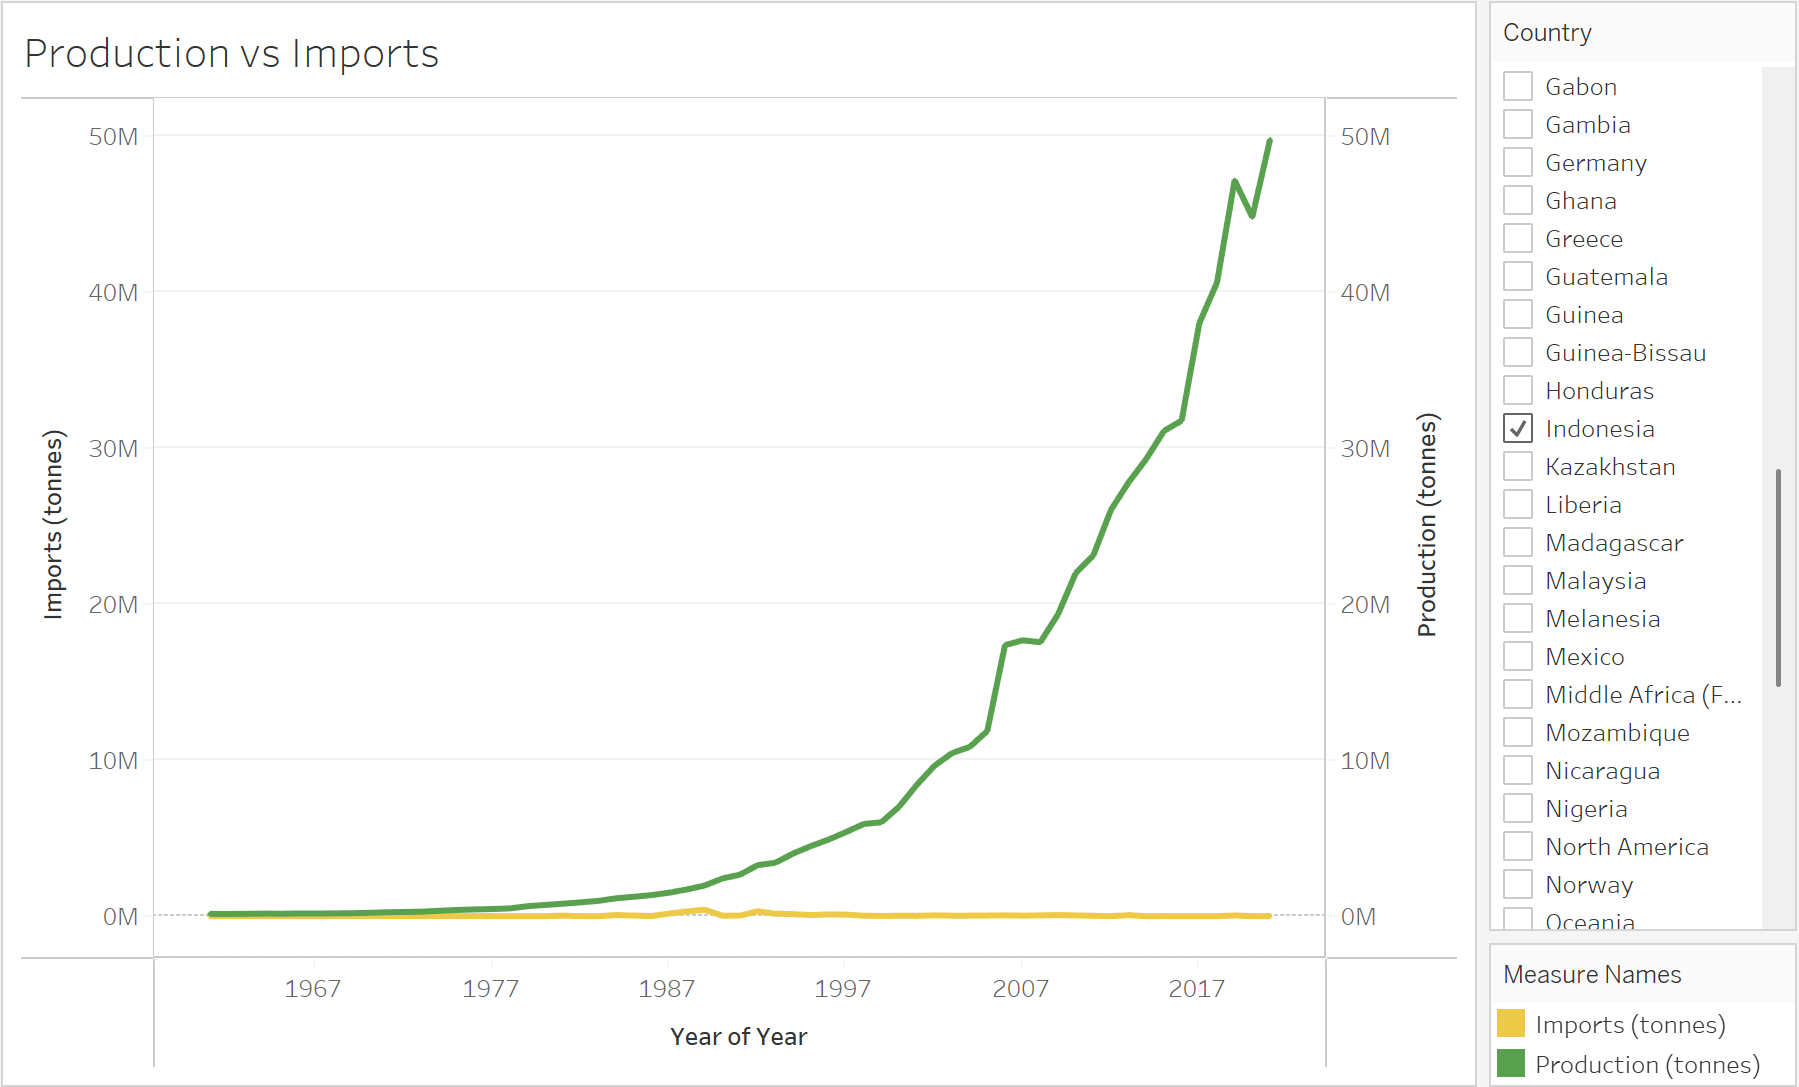 Production vs Imports
50M
40M
30M
20M
10M
0M
Imports (tonnes)
50M
40M
30M
20M
10M
0M
Production (tonnes)
1967 1977 1987 1997 2007 2017
Year of Year
Country
Gabon
Gambia
Germany
Ghana
Greece
Guatemala
Guinea
Guinea-Bissau
Honduras
Indonesia
Kazakhstan
Liberia
Madagascar
Malaysia
Melanesia
Mexico
Middle Africa (F...
Mozambique
Nicaragua
Nigeria
North America
Norway
Oceania
Measure Names
Imports (tonnes)
Production (tonnes)